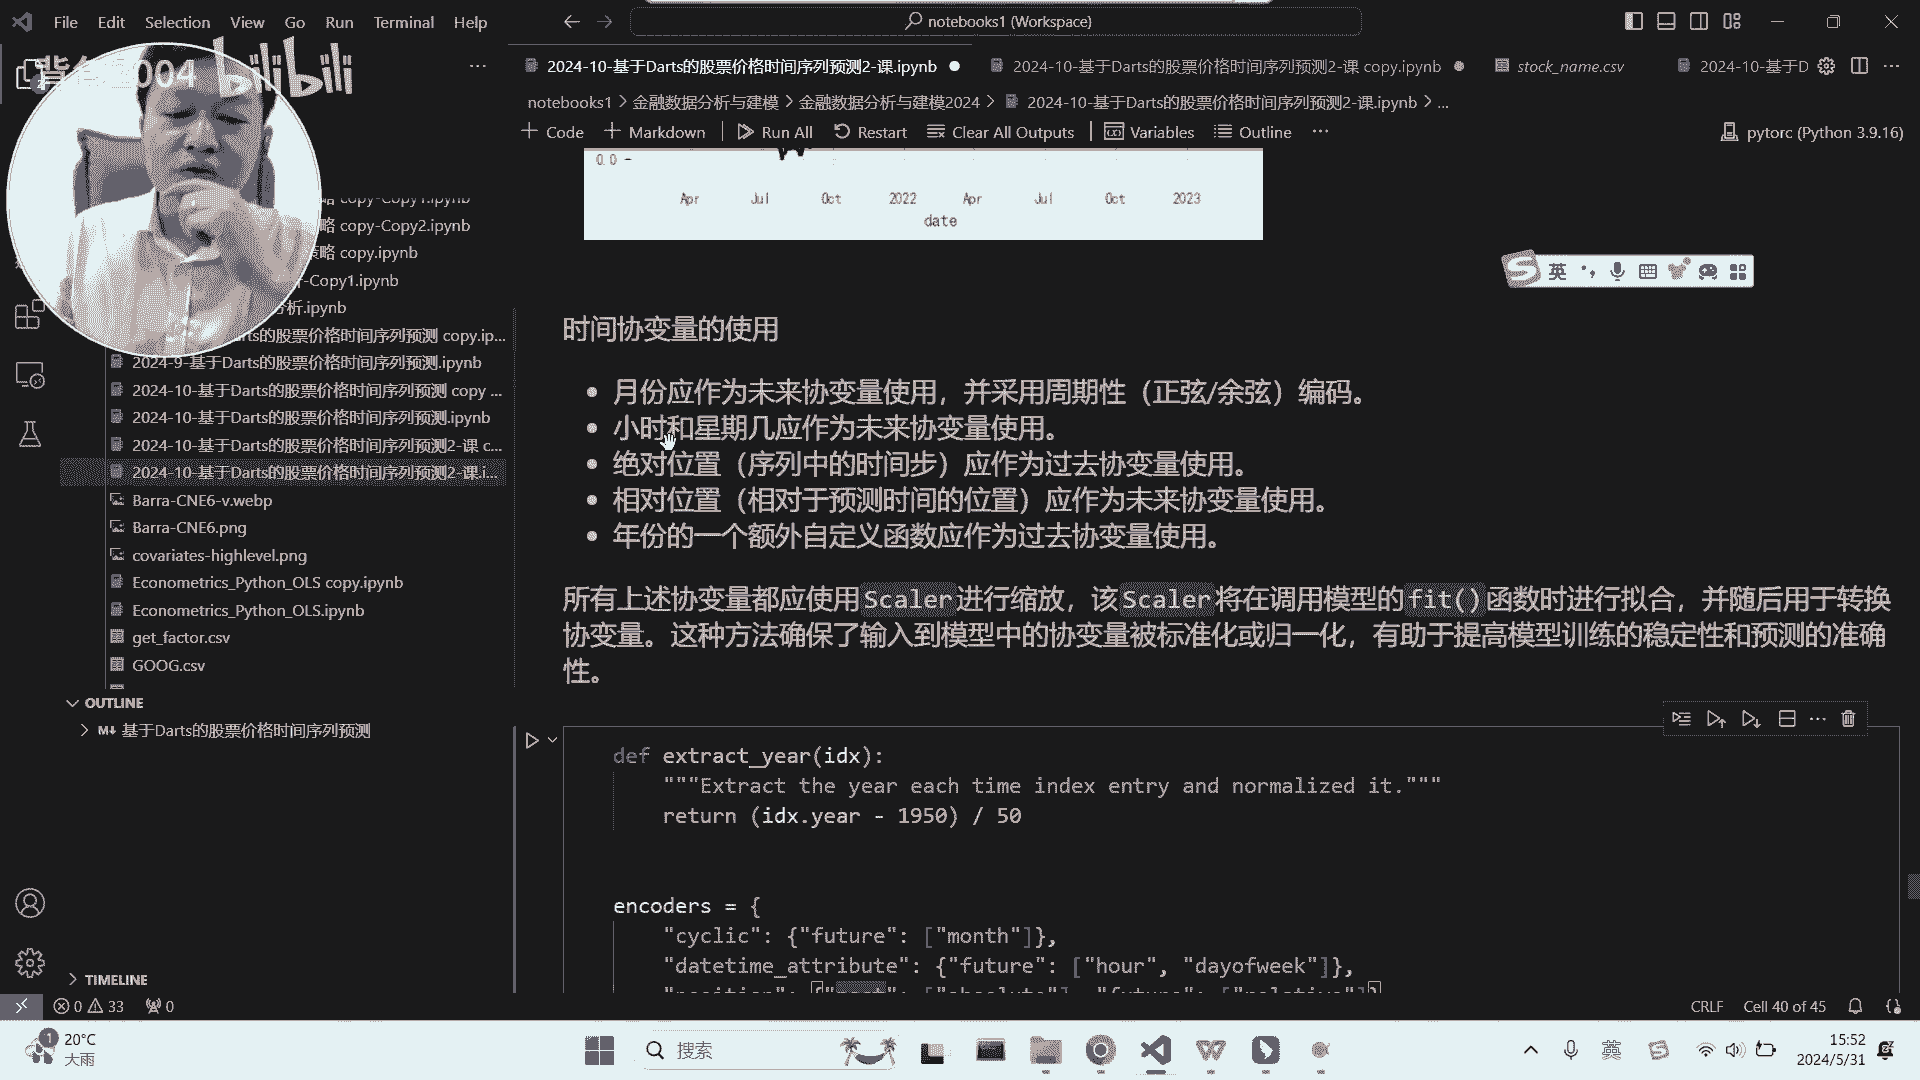 File Edit Selection View Go Run Terminal Help
notebooks1 (Workspace)
004 bilibili
2024-10-基于Darts的股票价格时间序列预测2-课.ipynb
2024-10-基于Darts的股票价格时间序列预测2-课 copy.ipynb
stock_name.csv
2024-10-基于D
notebooks1 > 金融数据分析与建模 > 金融数据分析与建模2024 > 2024-10-基于Darts的股票价格时间序列预测2-课.ipynb > ...
Code Markdown Run All Restart Clear All Outputs Variables Outline ...
pytorc (Python 3.9.16)
0.0
Apr Jul Oct 2022 Apr Jul Oct 2023
date
略 copy-Copy1.ipynb
略 copy-Copy2.ipynb
策略 copy.ipynb
-Copy1.ipynb
分析.ipynb
Darts的股票价格时间序列预测 copy.ip...
2024-9-基于Darts的股票价格时间序列预测.ipynb
2024-10-基于Darts的股票价格时间序列预测 copy ...
2024-10-基于Darts的股票价格时间序列预测.ipynb
2024-10-基于Darts的股票价格时间序列预测2-课 c...
2024-10-基于Darts的股票价格时间序列预测2-课.i...
Barra-CNE6-v.webp
Barra-CNE6.png
covariates-highlevel.png
Econometrics_Python_OLS copy.ipynb
Econometrics_Python_OLS.ipynb
get_factor.csv
GOOG.csv
OUTLINE
基于Darts的股票价格时间序列预测
TIMELINE
英
时间协变量的使用
月份应作为未来协变量使用，并采用周期性（正弦/余弦）编码。
小时和星期几应作为未来协变量使用。
绝对位置（序列中的时间步）应作为过去协变量使用。
相对位置（相对于预测时间的位置）应作为未来协变量使用。
年份的一个额外自定义函数应作为过去协变量使用。
所有上述协变量都应使用Scaler进行缩放，该Scaler将在调用模型的fit()函数时进行拟合，并随后用于转换
协变量。这种方法确保了输入到模型中的协变量被标准化或归一化，有助于提高模型训练的稳定性和预测的准确
性。
def extract_year(idx):
"""Extract the year each time index entry and normalized it."""
return (idx.year - 1950) / 50
encoders = {
"cyclic": {"future": ["month"]},
"datetime_attribute": {"future": ["hour", "dayofweek"]},
"position": {"past": ["absolute"], "future": ["relative"]}
0 33 0
CRLF Cell 40 of 45
1
20°C
大雨
搜索
英
15:52
2024/5/31